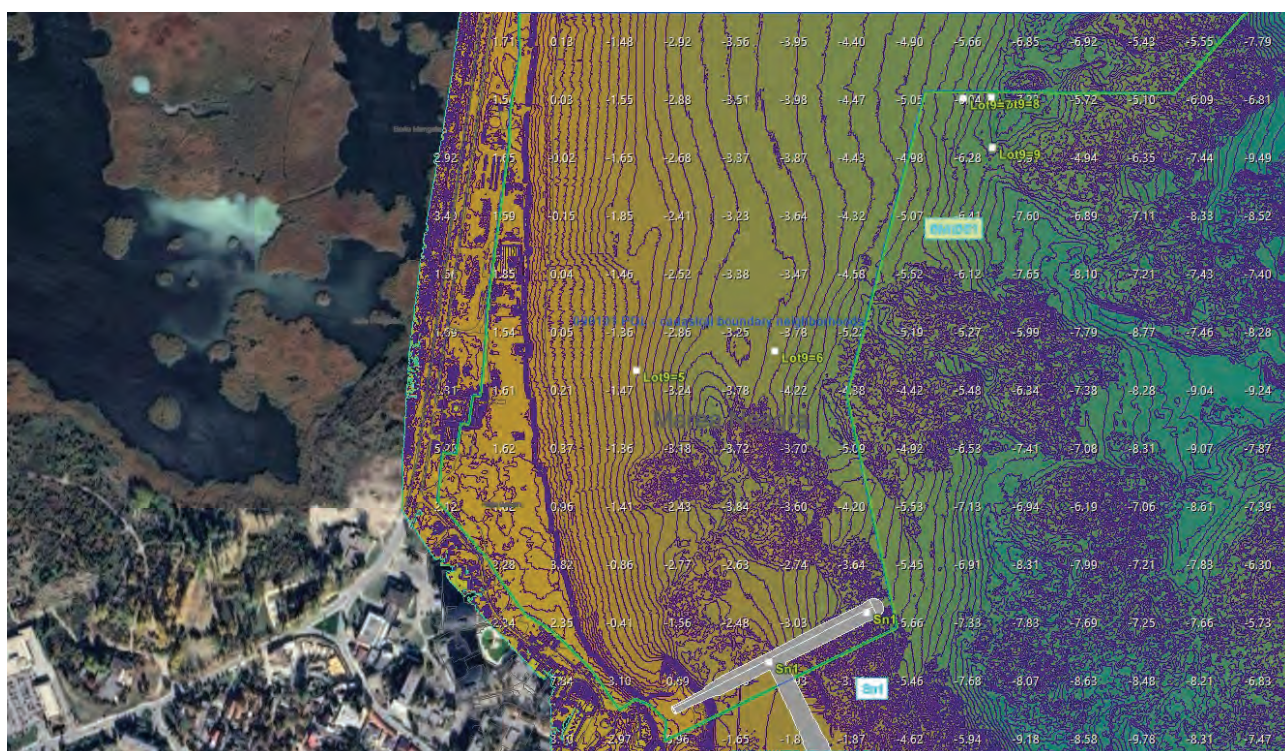 1.71 0.13 -1.48 -2.92 -3.56 -3.95 -4.40 -4.90 -5.66 -6.85 -6.92 -5.43 -5.55 -7.79
0.03 -1.55 -2.88 -3.51 -3.98 -4.47 -5.05 -5.72 -5.10 -6.09 -6.81
Lot9=7
2.92 1.65 -0.02 -1.65 -2.68 -3.37 -3.87 -4.43 -4.98 -6.28 Lot9=9 -4.94 -6.35 -7.44 -9.49
1.59 -0.15 -1.85 -2.41 -3.23 -3.64 -4.32 -5.07 -7.60 -6.89 -7.11 -8.33 -8.52
1.85 0.04 -1.46 -2.52 -3.38 -3.47 -4.58 -5.52 -6.12 -7.65 -8.10 -7.21 -7.43 -7.40
cadastral boundary neighborhoods
1.54 0.05 -1.36 -2.86 -3.25 -3.78 -5.22 -5.19 -5.27 -5.99 -7.79 -8.77 -7.46 -8.28
Lot9=6
Lot9=5
1.61 0.21 -1.47 -3.24 -3.78 -4.22 -4.42 -5.48 -6.34 -7.38 -8.28 -9.04 -9.24
1.62 0.37 -1.36 -3.18 -3.72 -3.70 -5.09 -4.92 -6.53 -7.41 -7.08 -8.31 -9.07 -7.87
2.12 0.96 -1.41 -2.43 -3.84 -3.60 -4.20 -5.53 -7.13 -6.94 -6.19 -7.06 -8.61 -7.39
2.28 3.82 -0.86 -2.77 -2.63 -2.74 -3.64 -5.45 -6.91 -8.31 -7.99 -7.21 -7.83 -6.30
2.24 2.35 -0.41 -1.56 -2.48 -3.03 Sn1 -5.66 -7.33 -7.83 -7.25 -7.66 -5.73
Sn1
3.10 -0.69 -5.46 -7.68 -8.48 -8.21 -6.83
Sn1
-2.97 -1.65 -1.87 -4.62 -5.94 -9.18 -8.58 -9.78 -7.47